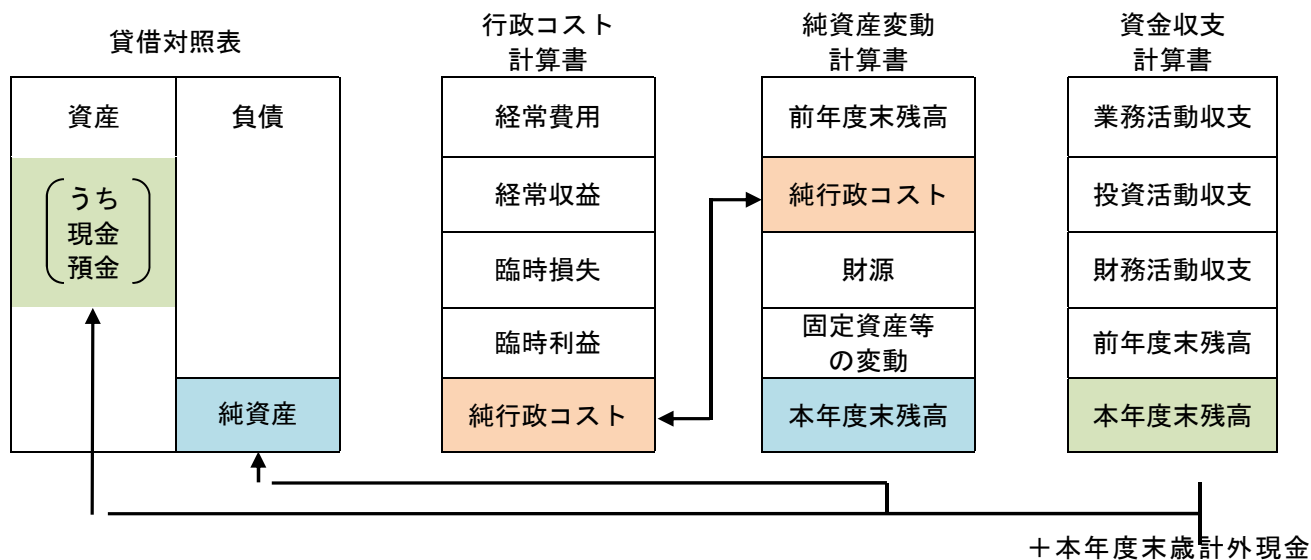 貸借対照表
資産
負債
うち
現金
預金
純資産
行政コスト
計算書
経常費用
経常収益
臨時損失
臨時利益
純行政コスト
純資産変動
計算書
前年度末残高
純行政コスト
財源
固定資産等
の変動
本年度末残高
資金収支
計算書
業務活動収支
投資活動収支
財務活動収支
前年度末残高
本年度末残高
＋本年度末歳計外現金